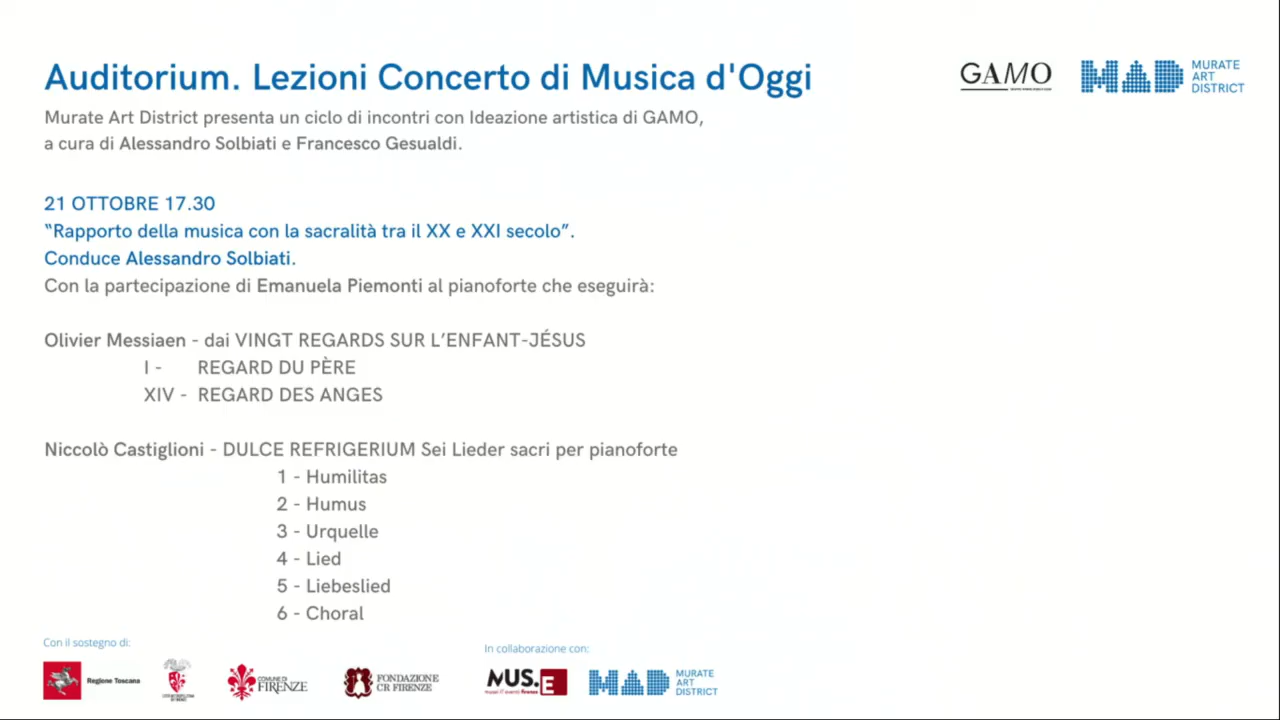 Auditorium. Lezioni Concerto di Musica d'Oggi
GAMO
MAD
MURATE
ART
DISTRICT
Murate Art District presenta un ciclo di incontri con Ideazione artistica di GAMO,
a cura di Alessandro Solbiati e Francesco Gesualdi.
21 OTTOBRE 17.30
“Rapporto della musica con la sacralità tra il XX e XXI secolo”.
Conduce Alessandro Solbiati.
Con la partecipazione di Emanuela Piemonti al pianoforte che eseguirà:
Olivier Messiaen - dai VINGT REGARDS SUR L’ENFANT-JÉSUS
I - REGARD DU PÈRE
XIV - REGARD DES ANGES
Niccolò Castiglioni - DULCE REFRIGERIUM Sei Lieder sacri per pianoforte
1 - Humilitas
2 - Humus
3 - Urquelle
4 - Lied
5 - Liebeslied
6 - Choral
Con il sostegno di:
Regione Toscana
COMUNE DI
FIRENZE
FONDAZIONE
CR FIRENZE
In collaborazione con:
MUS.E
musei // eventi firenze
MAD
MURATE
ART
DISTRICT